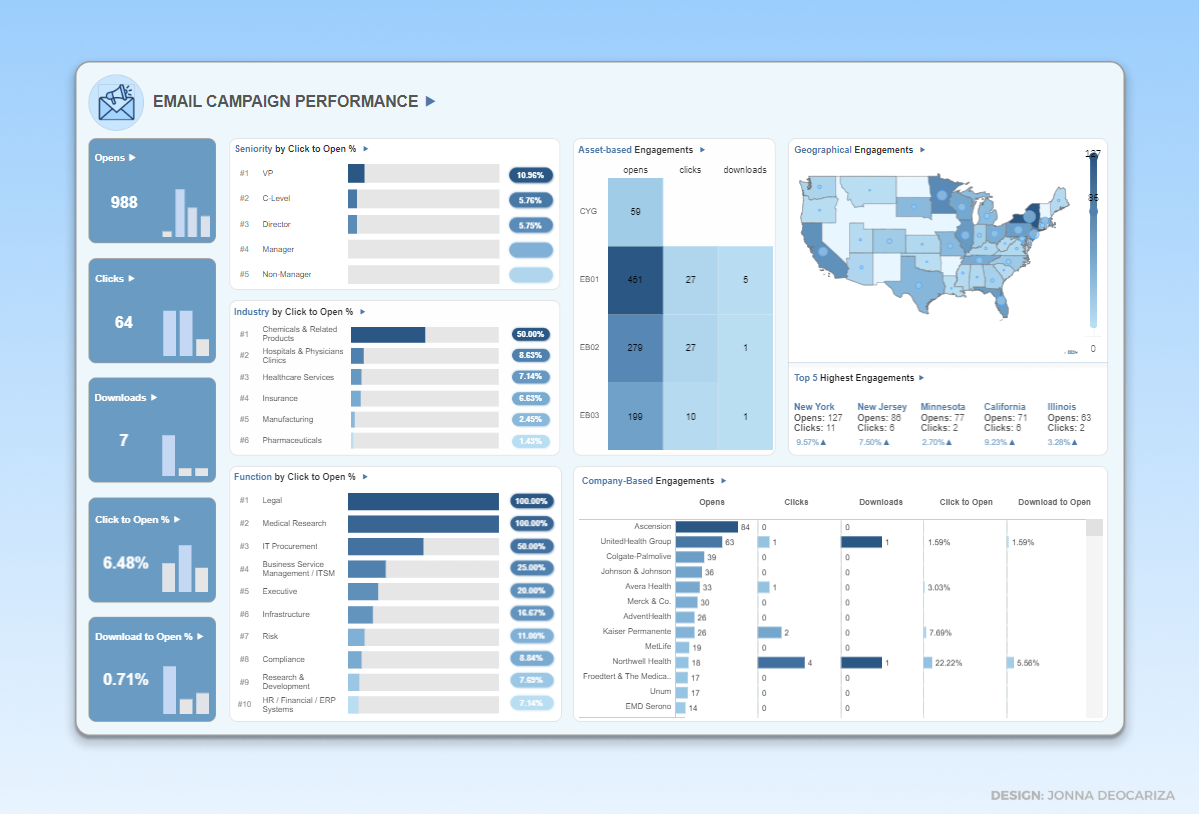 EMAIL CAMPAIGN PERFORMANCE
Opens
988
Clicks
64
Downloads
7
Click to Open %
6.48%
Download to Open %
0.71%
Seniority by Click to Open %
#1 VP 10.96%
#2 C-Level 5.76%
#3 Director 5.75%
#4 Manager
#5 Non-Manager
Industry by Click to Open %
#1 Chemicals & Related
Products 50.00%
#2 Hospitals & Physicians
Clinics 8.63%
#3 Healthcare Services 7.14%
#4 Insurance 6.63%
#5 Manufacturing 2.45%
#6 Pharmaceuticals 1.43%
Function by Click to Open %
#1 Legal 100.00%
#2 Medical Research 100.00%
#3 IT Procurement 50.00%
#4 Business Service
Management / ITSM 25.00%
#5 Executive 20.00%
#6 Infrastructure 16.67%
#7 Risk 11.00%
#8 Compliance 8.84%
#9 Research &
Development 7.69%
#10 HR / Financial / ERP
Systems 7.14%
Asset-based Engagements
opens clicks downloads
CYG 59
EB01 451 27 5
EB02 279 27 1
EB03 199 10 1
Geographical Engagements
127
86
0
Top 5 Highest Engagements
New York
Opens: 127
Clicks: 11
9.57%
New Jersey
Opens: 86
Clicks: 6
7.50%
Minnesota
Opens: 77
Clicks: 2
2.70%
California
Opens: 71
Clicks: 6
9.23%
Illinois
Opens: 63
Clicks: 2
3.28%
Company-Based Engagements
Opens Clicks Downloads Click to Open Download to Open
Ascension 84 0 0
UnitedHealth Group 63 1 1 1.59% 1.59%
Colgate-Palmolive 39 0 0
Johnson & Johnson 36 0 0
Avera Health 33 1 0 3.03%
Merck & Co. 30 0 0
AdventHealth 26 0 0
Kaiser Permanente 26 2 0 7.69%
MetLife 19 0 0
Northwell Health 18 4 1 22.22% 5.56%
Froedtert & The Medica.. 17 0 0
Unum 17 0 0
EMD Serono 14 0 0
DESIGN: JONNA DEOCARIZA